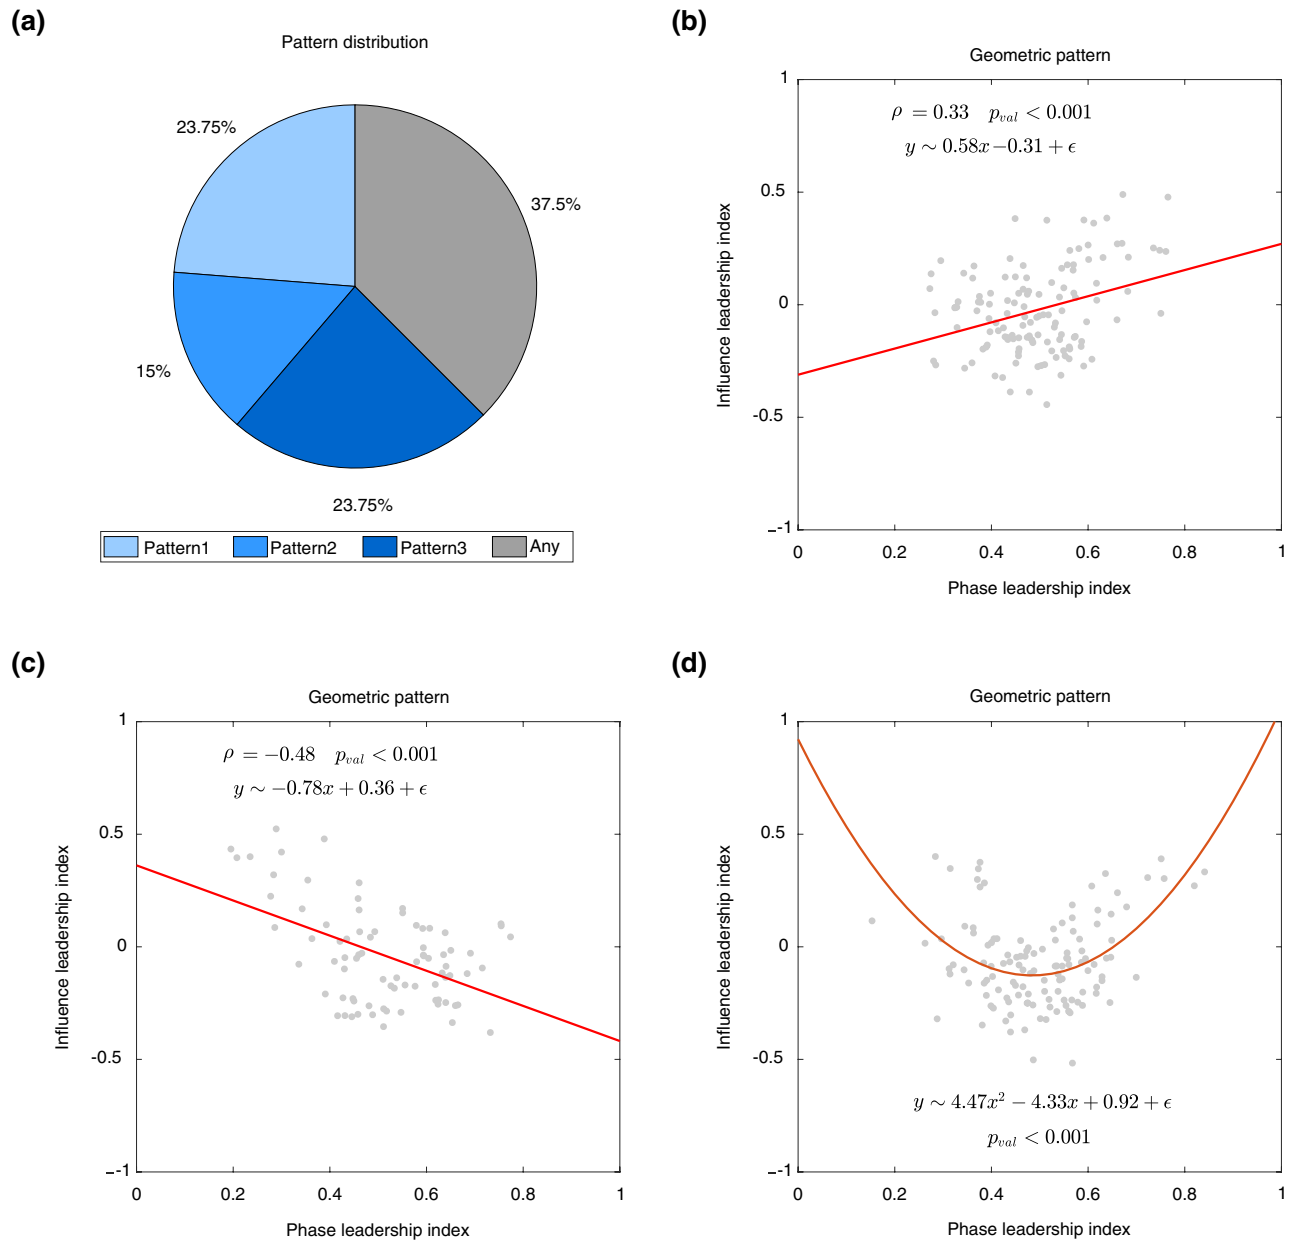 (a)
Pattern distribution
23.75%
37.5%
15%
23.75%
Pattern1 Pattern2 Pattern3 Any
(b)
Geometric pattern
ρ = 0.33 p_val < 0.001
y ∼ 0.58x−0.31 + ϵ
1
0.5
0
-0.5
-1
Influence leadership index
0 0.2 0.4 0.6 0.8 1
Phase leadership index
(c)
Geometric pattern
ρ = −0.48 p_val < 0.001
y ∼ −0.78x + 0.36 + ϵ
1
0.5
0
-0.5
-1
Influence leadership index
0 0.2 0.4 0.6 0.8 1
Phase leadership index
(d)
Geometric pattern
1
0.5
0
-0.5
-1
Influence leadership index
y ∼ 4.47x² − 4.33x + 0.92 + ϵ
p_val < 0.001
0 0.2 0.4 0.6 0.8 1
Phase leadership index